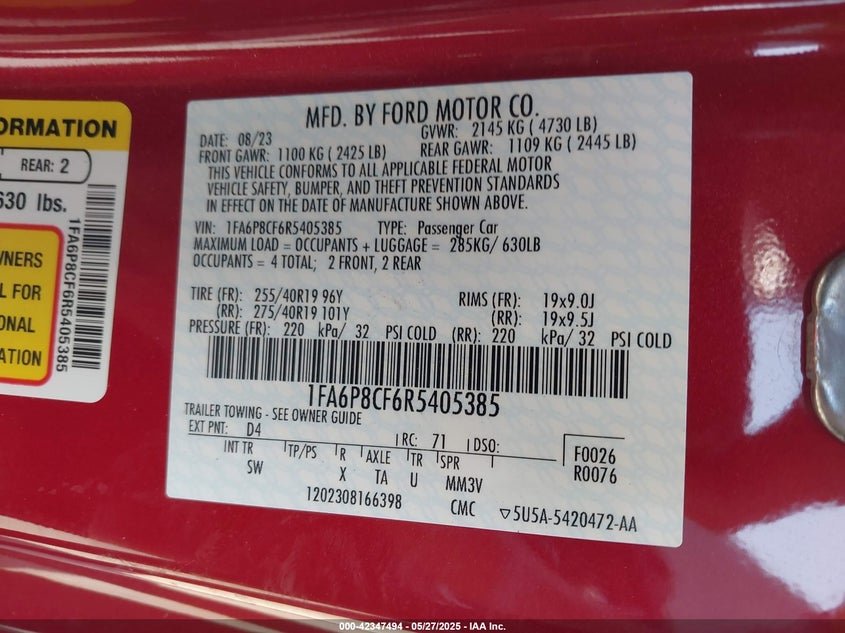 ORMATION
REAR: 2
630 lbs.
1FA6P8CF6R5405385
WNERS
L FOR
ONAL
ATION
MFD. BY FORD MOTOR CO.
DATE: 08/23 GVWR: 2145 KG ( 4730 LB)
FRONT GAWR: 1100 KG ( 2425 LB) REAR GAWR: 1109 KG ( 2445 LB)
THIS VEHICLE CONFORMS TO ALL APPLICABLE FEDERAL MOTOR
VEHICLE SAFETY, BUMPER, AND THEFT PREVENTION STANDARDS
IN EFFECT ON THE DATE OF MANUFACTURE SHOWN ABOVE.
VIN: 1FA6P8CF6R5405385 TYPE: Passenger Car
MAXIMUM LOAD = OCCUPANTS + LUGGAGE = 285KG/ 630LB
OCCUPANTS = 4 TOTAL; 2 FRONT, 2 REAR
TIRE (FR): 255/40R19 96Y RIMS (FR): 19x9.0J
(RR): 275/40R19 101Y (RR): 19x9.5J
PRESSURE (FR): 220 kPa/ 32 PSI COLD (RR): 220 kPa/ 32 PSI COLD
1FA6P8CF6R5405385
TRAILER TOWING - SEE OWNER GUIDE
EXT PNT: D4 RC: 71 DSO: F0026
INT TR TP/PS R AXLE TR SPR R0076
SW X TA U MM3V
1202308166398 CMC ▽5U5A-5420472-AA
000-42347494 - 05/27/2025 - IAA Inc.